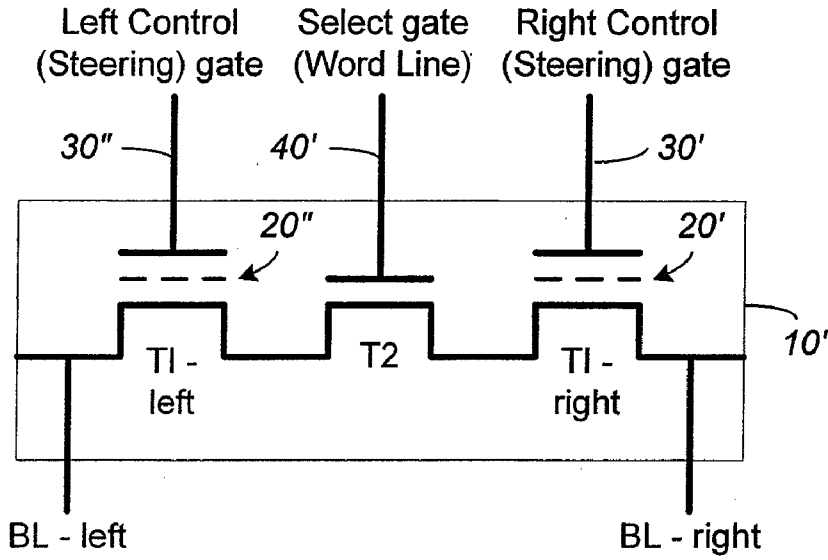 Left Control
(Steering) gate
Select gate
(Word Line)
Right Control
(Steering) gate
30"
40'
30'
20"
20'
10'
TI -
left
T2
TI -
right
BL - left
BL - right